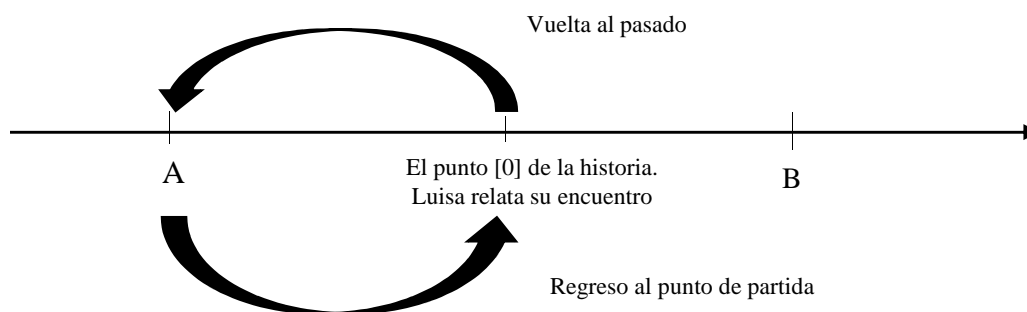 Vuelta al pasado
A
El punto [0] de la historia.
Luisa relata su encuentro
B
Regreso al punto de partida